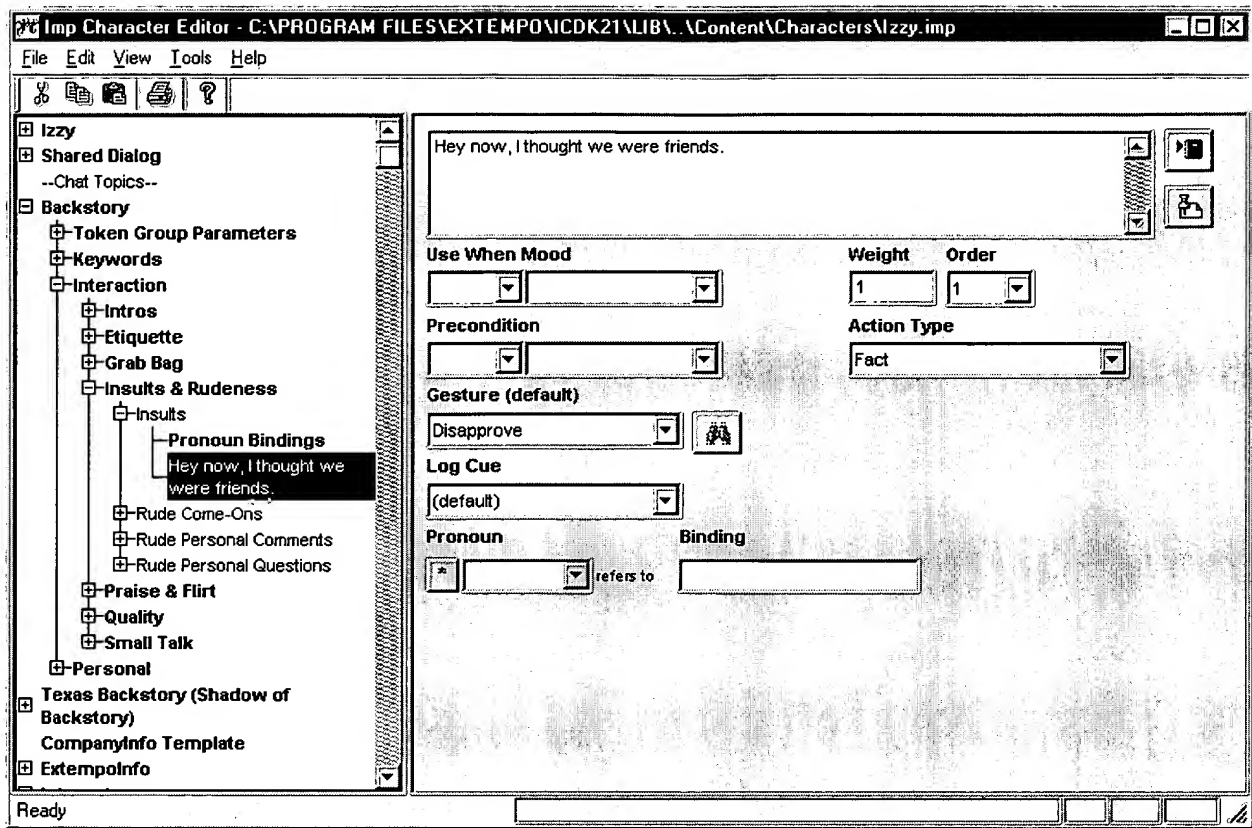 Imp Character Editor - C:\PROGRAM FILES\EXTEMPO\ICDK21\LIB\..\Content\Characters\Izzy.imp
File Edit View Tools Help
Izzy
Shared Dialog
--Chat Topics--
Backstory
Token Group Parameters
Keywords
Interaction
Intros
Etiquette
Grab Bag
Insults & Rudeness
Insults
Pronoun Bindings
Hey now, I thought we
were friends.
Rude Come-Ons
Rude Personal Comments
Rude Personal Questions
Praise & Flirt
Quality
Small Talk
Personal
Texas Backstory (Shadow of
Backstory)
CompanyInfo Template
ExtempoInfo
Hey now, I thought we were friends.
Use When Mood
Weight Order
1 1
Precondition
Action Type
Fact
Gesture (default)
Disapprove
Log Cue
(default)
Pronoun Binding
* refers to
Ready